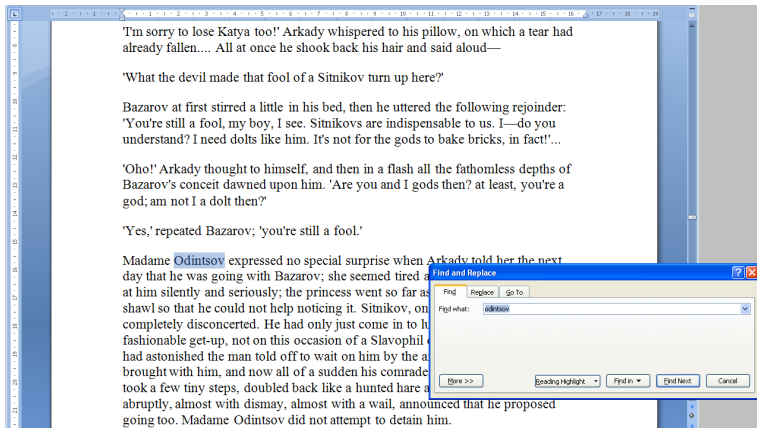 'I'm sorry to lose Katya too!' Arkady whispered to his pillow, on which a tear had
already fallen.... All at once he shook back his hair and said aloud—
'What the devil made that fool of a Sitnikov turn up here?'
Bazarov at first stirred a little in his bed, then he uttered the following rejoinder:
'You're still a fool, my boy, I see. Sitnikovs are indispensable to us. I—do you
understand? I need dolts like him. It's not for the gods to bake bricks, in fact!'...
'Oho!' Arkady thought to himself, and then in a flash all the fathomless depths of
Bazarov's conceit dawned upon him. 'Are you and I gods then? at least, you're a
god; am not I a dolt then?'
'Yes,' repeated Bazarov; 'you're still a fool.'
Madame Odintsov expressed no special surprise when Arkady told her the next
day that he was going with Bazarov; she seemed tired
at him silently and seriously; the princess went so far as
shawl so that he could not help noticing it. Sitnikov,
completely disconcerted. He had only just come in to
fashionable get-up, not on this occasion of a Slavophil
had astonished the man told off to wait on him by the
brought with him, and now all of a sudden his comrade
took a few tiny steps, doubled back like a hunted hare
abruptly, almost with dismay, almost with a wail, announced that he proposed
going too. Madame Odintsov did not attempt to detain him.
Find and Replace
Find Replace Go To
Find what: odintsov
More >> Reading Highlight Find in Find Next Cancel